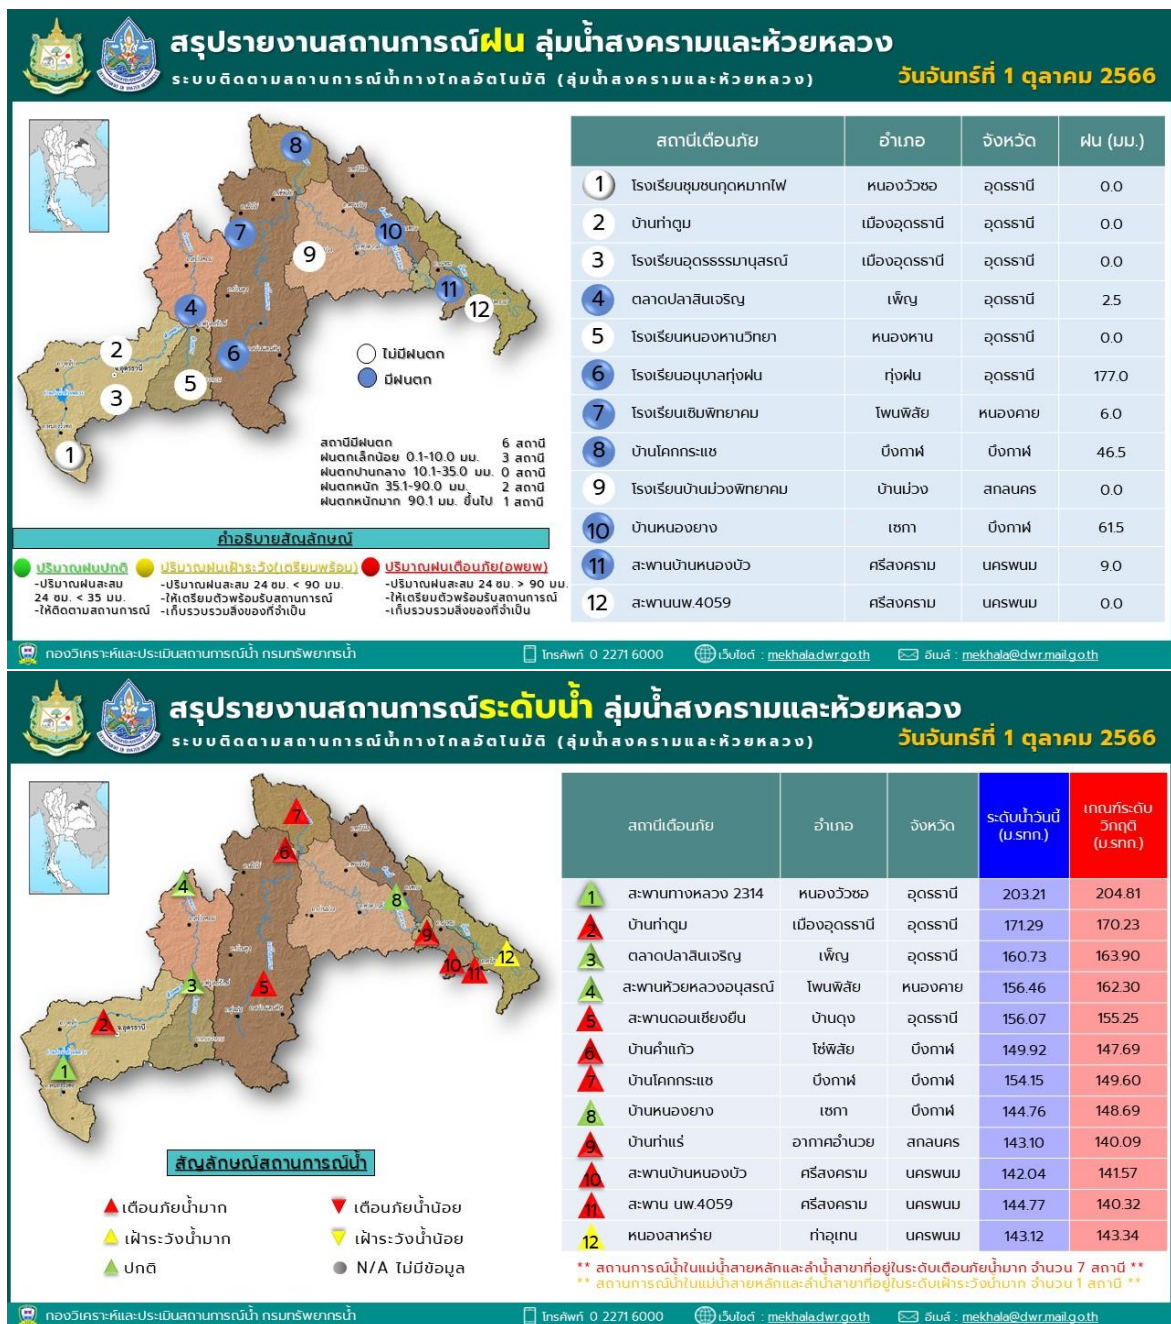 สรุปรายงานสถานการณ์ฝน ลุ่มน้ำสงครามและห้วยหลวง
ระบบติดตามสถานการณ์น้ำทางไกลอัตโนมัติ (ลุ่มน้ำสงครามและห้วยหลวง)
วันจันทร์ที่ 1 ตุลาคม 2566
8
7
10
9
11
12
4
2
6
5
3
1
ไม่มีฝนตก
มีฝนตก
สถานีมีฝนตก 6 สถานี
ฝนตกเล็กน้อย 0.1-10.0 มม. 3 สถานี
ฝนตกปานกลาง 10.1-35.0 มม. 0 สถานี
ฝนตกหนัก 35.1-90.0 มม. 2 สถานี
ฝนตกหนักมาก 90.1 มม. ขึ้นไป 1 สถานี
คำอธิบายสัญลักษณ์
ปริมาณฝนปกติ
-ปริมาณฝนสะสม
24 ชม. < 35 มม.
-ให้ติดตามสถานการณ์
ปริมาณฝนเฝ้าระวัง(เตรียมพร้อม)
-ปริมาณฝนสะสม 24 ชม. < 90 มม.
-ให้เตรียมตัวพร้อมรับสถานการณ์
-เก็บรวบรวมสิ่งของที่จำเป็น
ปริมาณฝนเตือนภัย(อพยพ)
-ปริมาณฝนสะสม 24 ชม. > 90 มม.
-ให้เตรียมตัวพร้อมรับสถานการณ์
-เก็บรวบรวมสิ่งของที่จำเป็น
สถานีเตือนภัย อำเภอ จังหวัด ฝน (มม.)
1 โรงเรียนชุมชนกุดหมากไฟ หนองวัวซอ อุดรธานี 0.0
2 บ้านท่าตูม เมืองอุดรธานี อุดรธานี 0.0
3 โรงเรียนอุดรธรรมานุสรณ์ เมืองอุดรธานี อุดรธานี 0.0
4 ตลาดปลาสินเจริญ เพ็ญ อุดรธานี 2.5
5 โรงเรียนหนองหานวิทยา หนองหาน อุดรธานี 0.0
6 โรงเรียนอนุบาลทุ่งฝน ทุ่งฝน อุดรธานี 177.0
7 โรงเรียนเซิมพิทยาคม โพนพิสัย หนองคาย 6.0
8 บ้านโคกกระแซ บึงกาฬ บึงกาฬ 46.5
9 โรงเรียนบ้านม่วงพิทยาคม บ้านม่วง สกลนคร 0.0
10 บ้านหนองยาง เซกา บึงกาฬ 61.5
11 สะพานบ้านหนองบัว ศรีสงคราม นครพนม 9.0
12 สะพานนพ.4059 ศรีสงคราม นครพนม 0.0
กองวิเคราะห์และประเมินสถานการณ์น้ำ กรมทรัพยากรน้ำ โทรศัพท์ 0 2271 6000 เว็บไซต์ : mekhala.dwr.go.th อีเมล์ : mekhala@dwr.mail.go.th
สรุปรายงานสถานการณ์ระดับน้ำ ลุ่มน้ำสงครามและห้วยหลวง
ระบบติดตามสถานการณ์น้ำทางไกลอัตโนมัติ (ลุ่มน้ำสงครามและห้วยหลวง)
วันจันทร์ที่ 1 ตุลาคม 2566
7
6
4
8
9
12
10
11
3
5
2
1
สัญลักษณ์สถานการณ์น้ำ
เตือนภัยน้ำมาก
เตือนภัยน้ำน้อย
เฝ้าระวังน้ำมาก
เฝ้าระวังน้ำน้อย
ปกติ
N/A ไม่มีข้อมูล
สถานีเตือนภัย อำเภอ จังหวัด ระดับน้ำวันนี้ (ม.รทก.) เกณฑ์ระดับวิกฤติ (ม.รทก.)
1 สะพานทางหลวง 2314 หนองวัวซอ อุดรธานี 203.21 204.81
2 บ้านท่าตูม เมืองอุดรธานี อุดรธานี 171.29 170.23
3 ตลาดปลาสินเจริญ เพ็ญ อุดรธานี 160.73 163.90
4 สะพานห้วยหลวงอนุสรณ์ โพนพิสัย หนองคาย 156.46 162.30
5 สะพานดอนเชียงยืน บ้านดุง อุดรธานี 156.07 155.25
6 บ้านคำแก้ว โซ่พิสัย บึงกาฬ 149.92 147.69
7 บ้านโคกกระแซ บึงกาฬ บึงกาฬ 154.15 149.60
8 บ้านหนองยาง เซกา บึงกาฬ 144.76 148.69
9 บ้านท่าแร่ อากาศอำนวย สกลนคร 143.10 140.09
10 สะพานบ้านหนองบัว ศรีสงคราม นครพนม 142.04 141.57
11 สะพาน นพ.4059 ศรีสงคราม นครพนม 144.77 140.32
12 หนองสาหร่าย ท่าอุเทน นครพนม 143.12 143.34
** สถานการณ์น้ำในแม่น้ำสายหลักและลำน้ำสาขาที่อยู่ในระดับเตือนภัยน้ำมาก จำนวน 7 สถานี **
** สถานการณ์น้ำในแม่น้ำสายหลักและลำน้ำสาขาที่อยู่ในระดับเฝ้าระวังน้ำมาก จำนวน 1 สถานี **
กองวิเคราะห์และประเมินสถานการณ์น้ำ กรมทรัพยากรน้ำ โทรศัพท์ 0 2271 6000 เว็บไซต์ : mekhala.dwr.go.th อีเมล์ : mekhala@dwr.mail.go.th